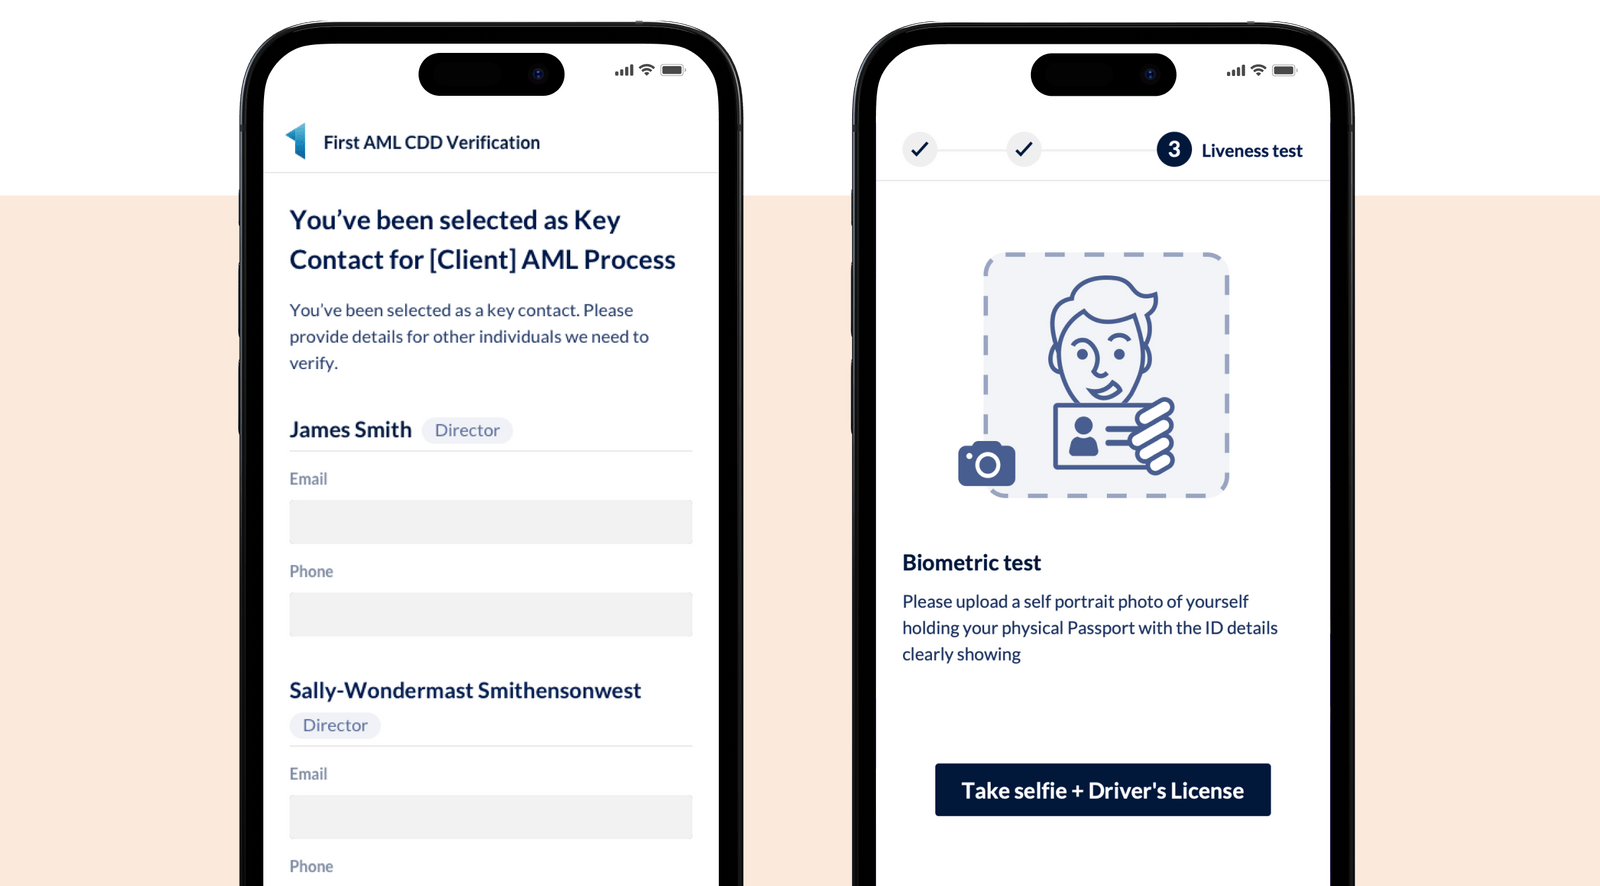 First AML CDD Verification
You’ve been selected as Key
Contact for [Client] AML Process
You’ve been selected as a key contact. Please
provide details for other individuals we need to
verify.
James Smith Director
Email
Phone
Sally-Wondermast Smithensonwest
Director
Email
Phone
3 Liveness test
Biometric test
Please upload a self portrait photo of yourself
holding your physical Passport with the ID details
clearly showing
Take selfie + Driver's License